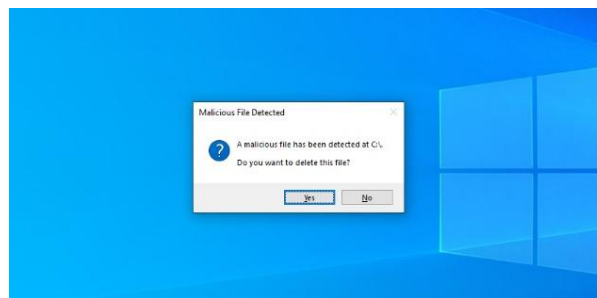 Malicious File Detected
A malicious file has been detected at C:\.
Do you want to delete this file?
Yes
No